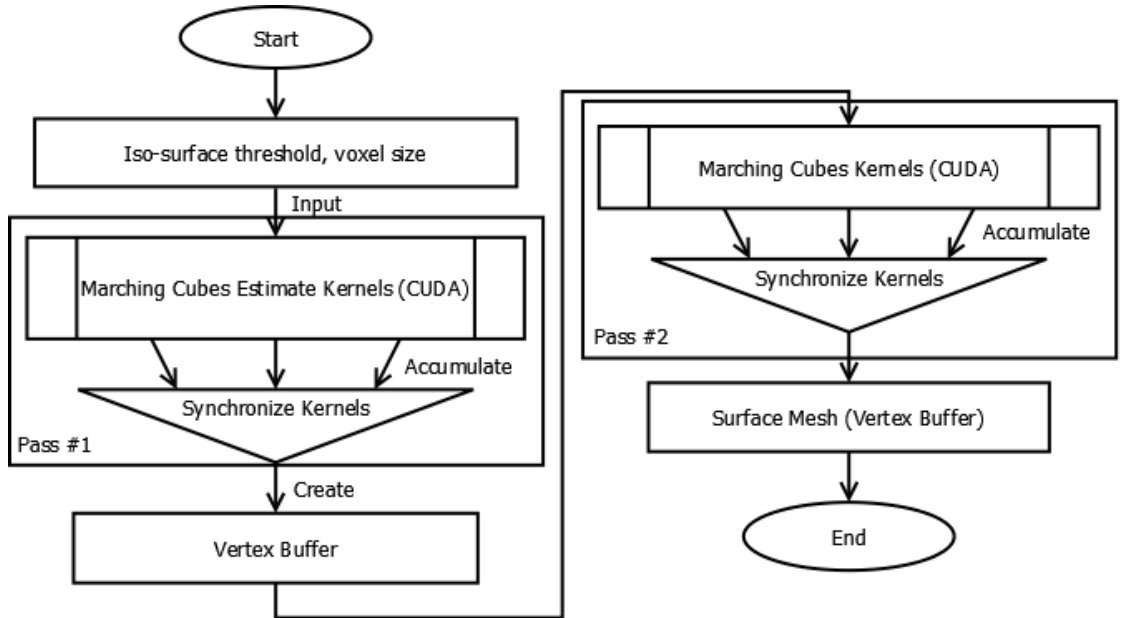 Start
Iso-surface threshold, voxel size
Input
Marching Cubes Estimate Kernels (CUDA)
Accumulate
Synchronize Kernels
Pass #1
Create
Vertex Buffer
Marching Cubes Kernels (CUDA)
Accumulate
Synchronize Kernels
Pass #2
Surface Mesh (Vertex Buffer)
End